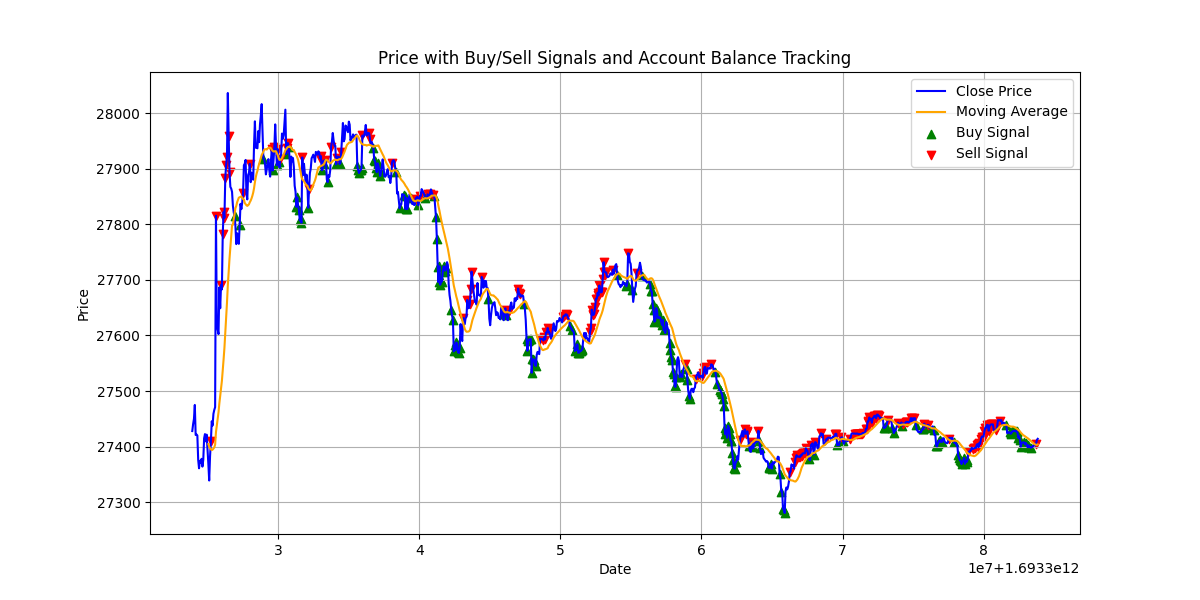 Price with Buy/Sell Signals and Account Balance Tracking
Close Price
Moving Average
Buy Signal
Sell Signal
Price
28000
27900
27800
27700
27600
27500
27400
27300
3 4 5 6 7 8
Date
1e7+1.6933e12